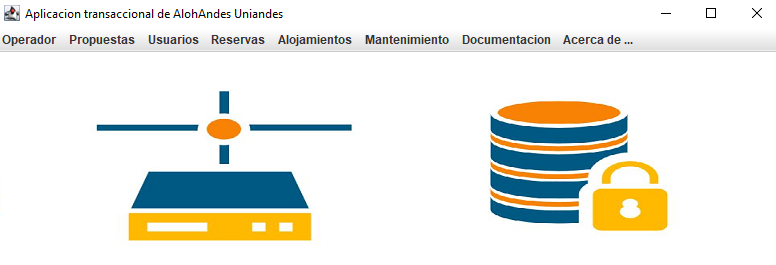 Aplicacion transaccional de AlohAndes Uniandes
Operador Propuestas Usuarios Reservas Alojamientos Mantenimiento Documentacion Acerca de ...